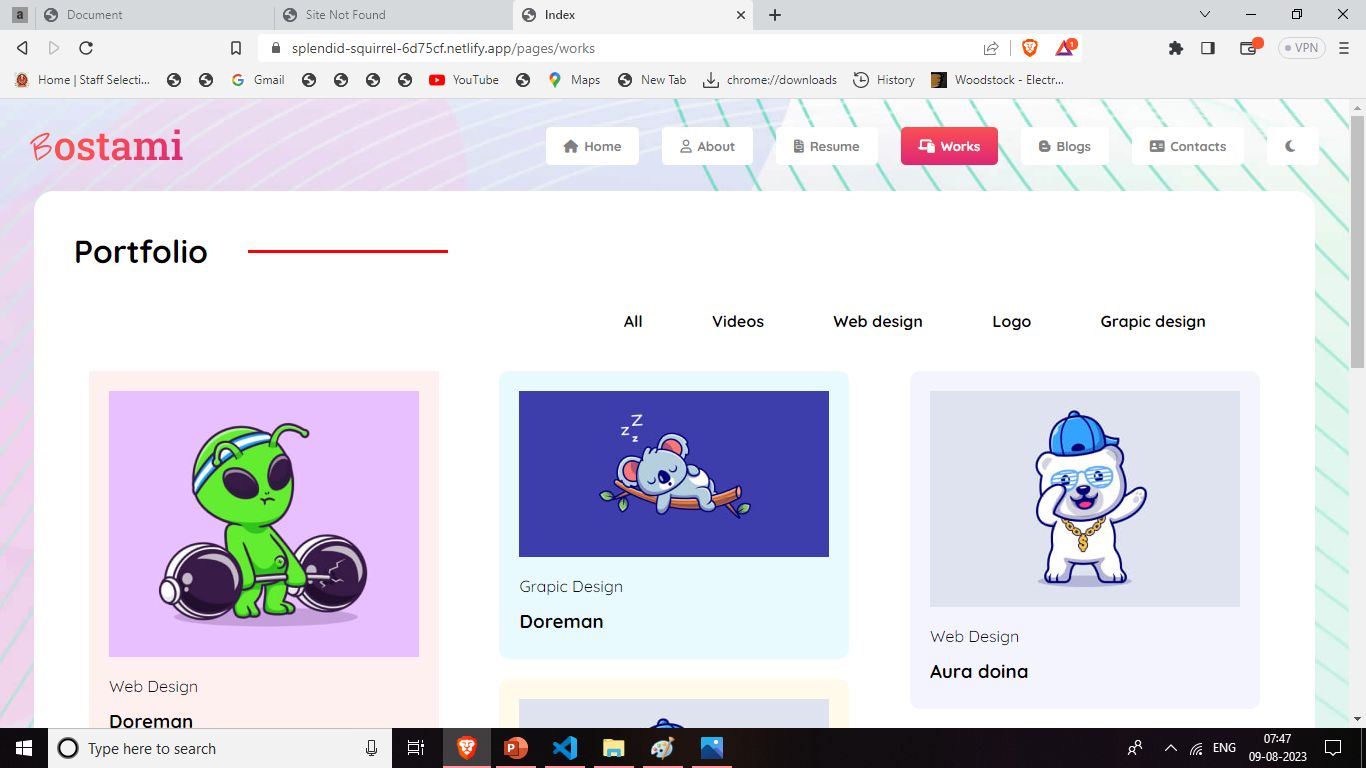 a Document Site Not Found Index
splendid-squirrel-6d75cf.netlify.app/pages/works 1 VPN
Home | Staff Selecti... Gmail YouTube Maps New Tab chrome://downloads History Woodstock - Electr...
Bostami Home About Resume Works Blogs Contacts
Portfolio
All Videos Web design Logo Grapic design
Z Z Z
Web Design
Doreman
Grapic Design
Doreman
Web Design
Aura doina
Type here to search ENG 07:47
09-08-2023